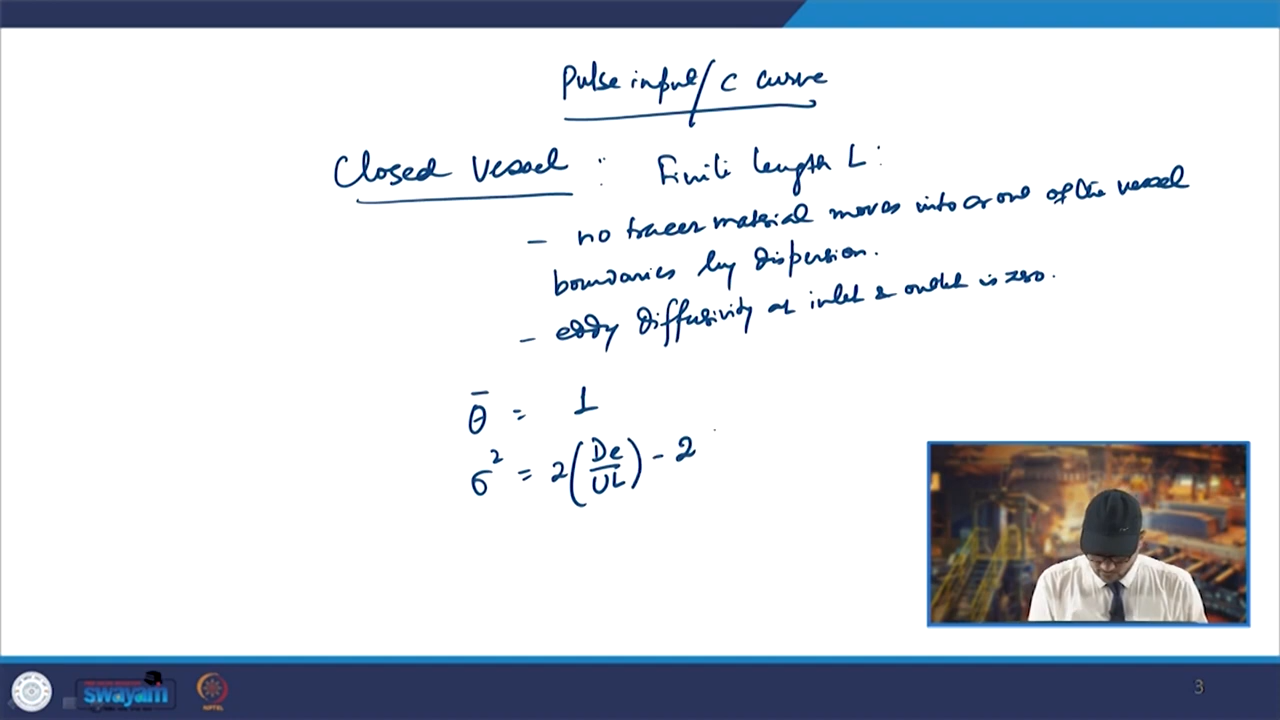 Pulse input/ C curve
Closed Vessel : Finite length L :
- no tracer material moves into or out of the vessel
boundaries by dispersion.
- eddy diffusivity at inlet & outlet is zero.
θ̄ = 1
σ² = 2(De/UL) - 2
3
swayam